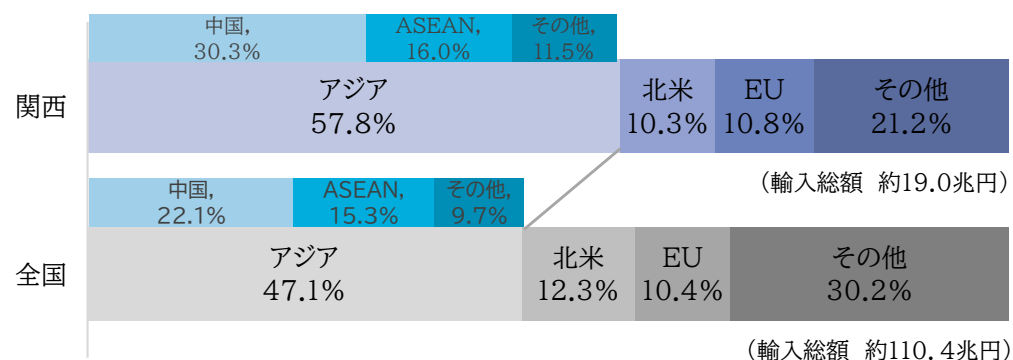 中国,
30.3%
ASEAN,
16.0%
その他,
11.5%
関西
アジア
57.8%
北米
10.3%
EU
10.8%
その他
21.2%
(輸入総額 約19.0兆円)
中国,
22.1%
ASEAN,
15.3%
その他,
9.7%
全国
アジア
47.1%
北米
12.3%
EU
10.4%
その他
30.2%
(輸入総額 約110.4兆円)